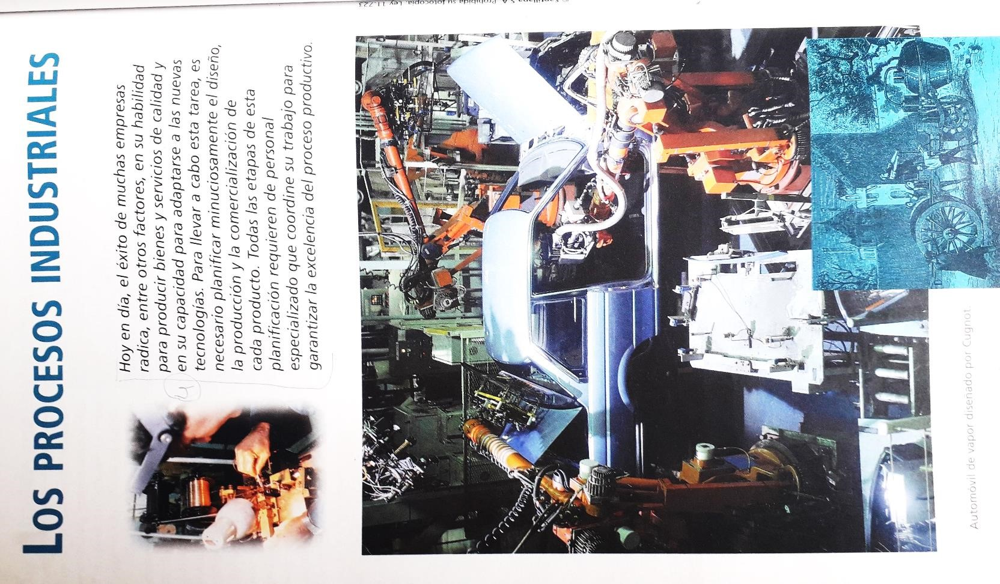 LOS PROCESOS INDUSTRIALES
Hoy en día, el éxito de muchas empresas
radica, entre otros factores, en su habilidad
para producir bienes y servicios de calidad y
en su capacidad para adaptarse a las nuevas
tecnologías. Para llevar a cabo esta tarea, es
necesario planificar minuciosamente el diseño,
la producción y la comercialización de
cada producto. Todas las etapas de esta
planificación requieren de personal
especializado que coordine su trabajo para
garantizar la excelencia del proceso productivo.
Automóvil de vapor diseñado por Cugnot.
© Santillana S.A. Prohibida su fotocopia. Ley 11.723